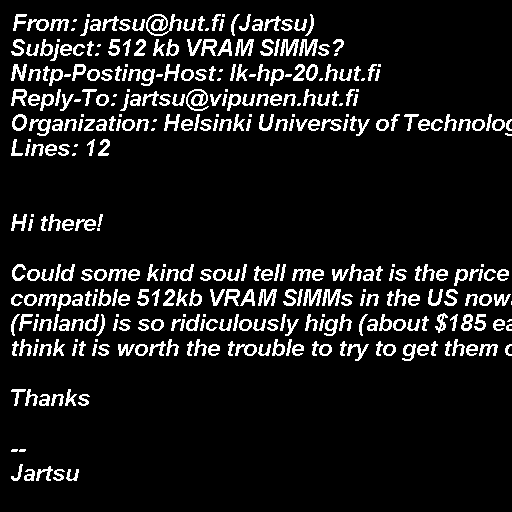 From: jartsu@hut.fi (Jartsu)
Subject: 512 kb VRAM SIMMs?
Nntp-Posting-Host: lk-hp-20.hut.fi
Reply-To: jartsu@vipunen.hut.fi
Organization: Helsinki University of Technolog
Lines: 12
Hi there!
Could some kind soul tell me what is the price
compatible 512kb VRAM SIMMs in the US now
(Finland) is so ridiculously high (about $185 ea
think it is worth the trouble to try to get them
Thanks
--
Jartsu